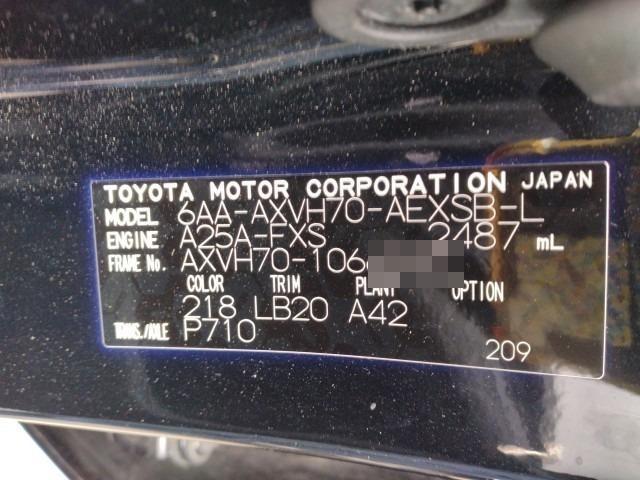 TOYOTA MOTOR CORPORATION JAPAN
MODEL 6AA-AXVH70-AEXSB-L
ENGINE A25A-FXS 2487 mL
FRAME No. AXVH70-106
COLOR TRIM PLANT OPTION
218 LB20 A42
TRANS./AXLE P710
209